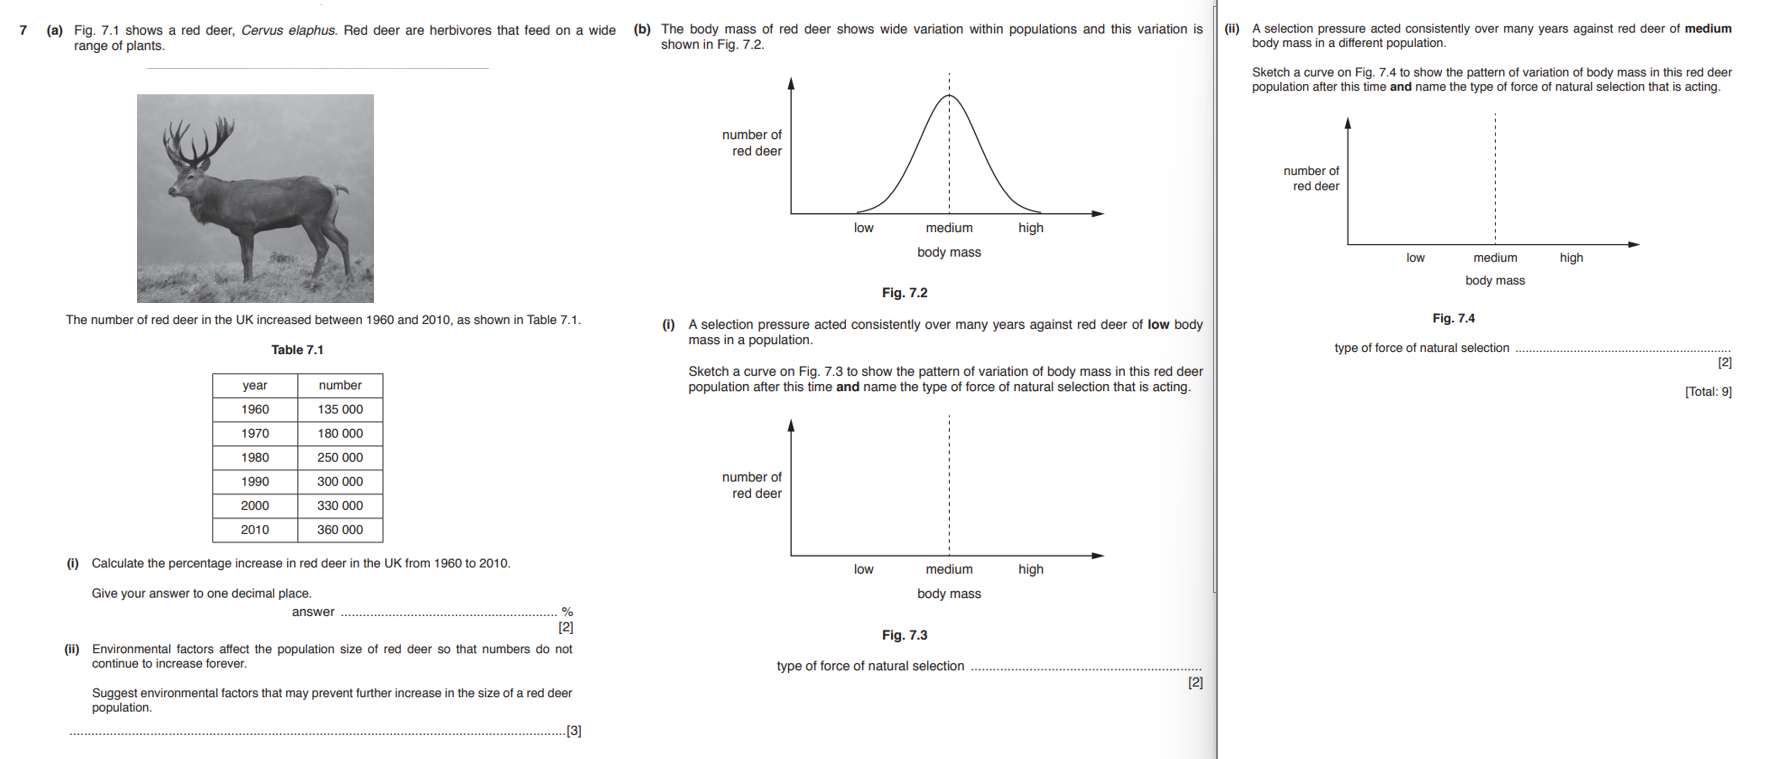 7 (a) Fig. 7.1 shows a red deer, Cervus elaphus. Red deer are herbivores that feed on a wide
range of plants.
The number of red deer in the UK increased between 1960 and 2010, as shown in Table 7.1.
Table 7.1
year number
1960 135 000
1970 180 000
1980 250 000
1990 300 000
2000 330 000
2010 360 000
(i) Calculate the percentage increase in red deer in the UK from 1960 to 2010.
Give your answer to one decimal place.
answer ............................................................ %
[2]
(ii) Environmental factors affect the population size of red deer so that numbers do not
continue to increase forever.
Suggest environmental factors that may prevent further increase in the size of a red deer
population.
............................................................[3]
(b) The body mass of red deer shows wide variation within populations and this variation is
shown in Fig. 7.2.
number of
red deer
low medium high
body mass
Fig. 7.2
(i) A selection pressure acted consistently over many years against red deer of low body
mass in a population.
Sketch a curve on Fig. 7.3 to show the pattern of variation of body mass in this red deer
population after this time and name the type of force of natural selection that is acting.
number of
red deer
low medium high
body mass
Fig. 7.3
type of force of natural selection ............................................................
[2]
(ii) A selection pressure acted consistently over many years against red deer of medium
body mass in a different population.
Sketch a curve on Fig. 7.4 to show the pattern of variation of body mass in this red deer
population after this time and name the type of force of natural selection that is acting.
number of
red deer
low medium high
body mass
Fig. 7.4
type of force of natural selection ............................................................
[2]
[Total: 9]